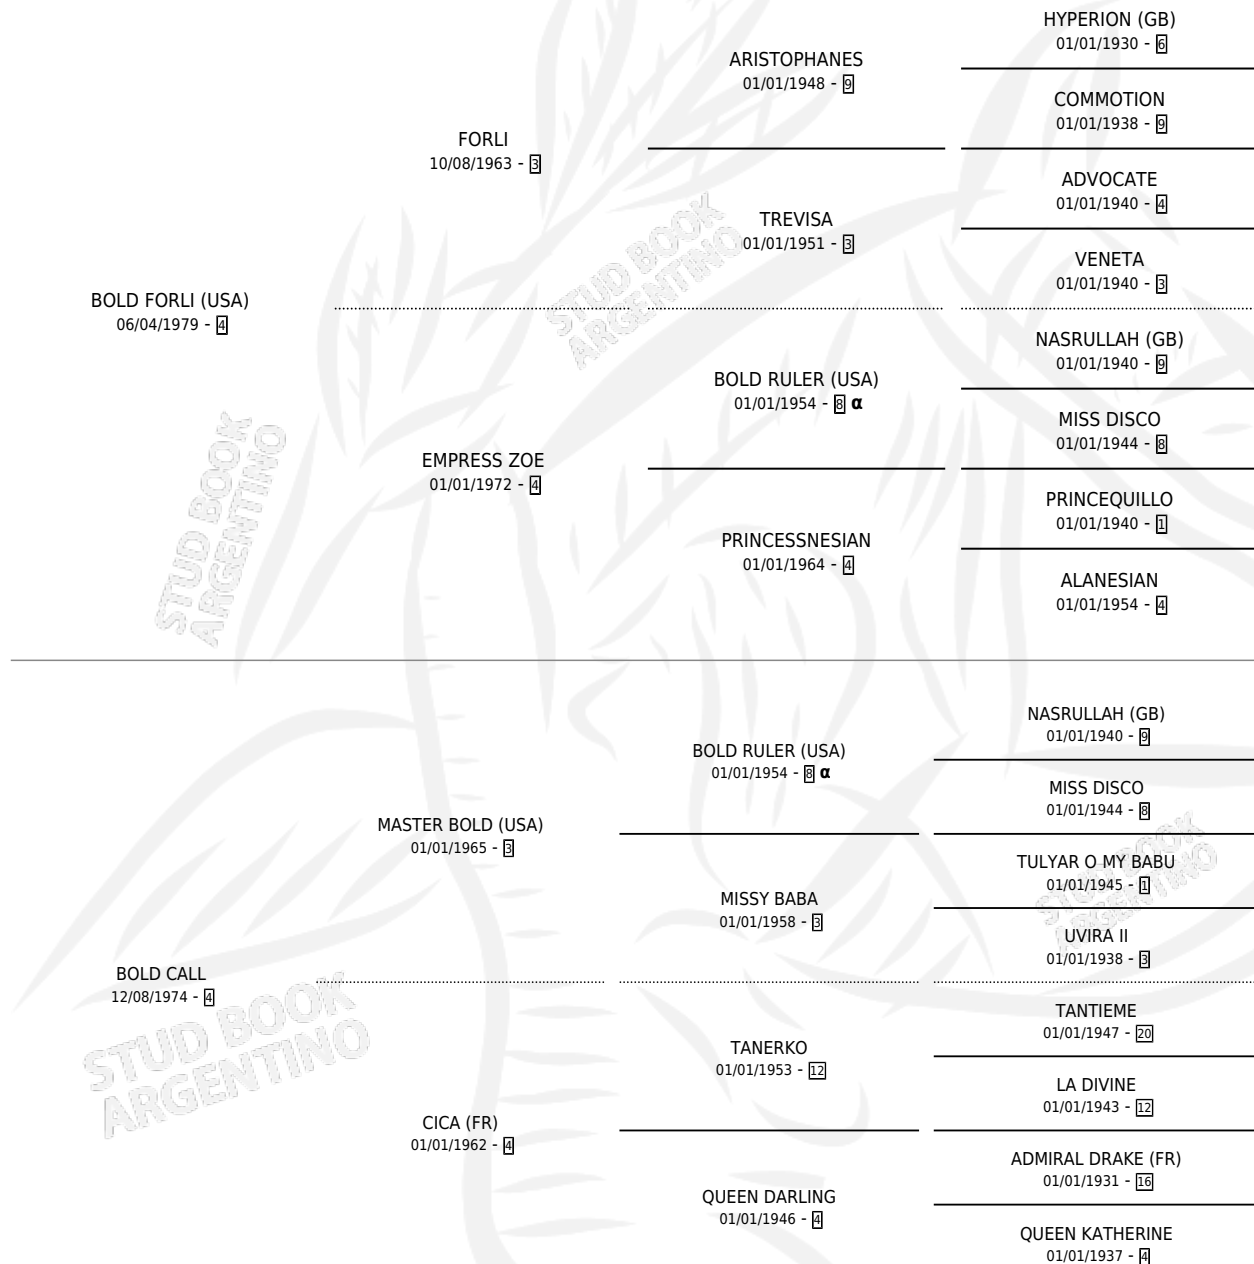 HYPERION (GB)
01/01/1930 - 6
ARISTOPHANES
01/01/1948 - 9
COMMOTION
01/01/1938 - 9
FORLI
10/08/1963 - 3
ADVOCATE
01/01/1940 - 4
TREVISA
01/01/1951 - 3
VENETA
01/01/1940 - 3
BOLD FORLI (USA)
06/04/1979 - 4
NASRULLAH (GB)
01/01/1940 - 9
BOLD RULER (USA)
01/01/1954 - 8 α
MISS DISCO
01/01/1944 - 8
EMPRESS ZOE
01/01/1972 - 4
PRINCEQUILLO
01/01/1940 - 1
PRINCESSNESIAN
01/01/1964 - 4
ALANESIAN
01/01/1954 - 4
NASRULLAH (GB)
01/01/1940 - 9
BOLD RULER (USA)
01/01/1954 - 8 α
MISS DISCO
01/01/1944 - 8
MASTER BOLD (USA)
01/01/1965 - 3
TULYAR O MY BABU
01/01/1945 - 1
MISSY BABA
01/01/1958 - 3
UVIRA II
01/01/1938 - 3
BOLD CALL
12/08/1974 - 4
TANTIEME
01/01/1947 - 20
TANERKO
01/01/1953 - 12
LA DIVINE
01/01/1943 - 12
CICA (FR)
01/01/1962 - 4
ADMIRAL DRAKE (FR)
01/01/1931 - 16
QUEEN DARLING
01/01/1946 - 4
QUEEN KATHERINE
01/01/1937 - 4
STUD BOOK
ARGENTINO
STUD BOOK
ARGENTINO
STUD BOOK
ARGENTINO
STUD BOOK
ARGENTINO